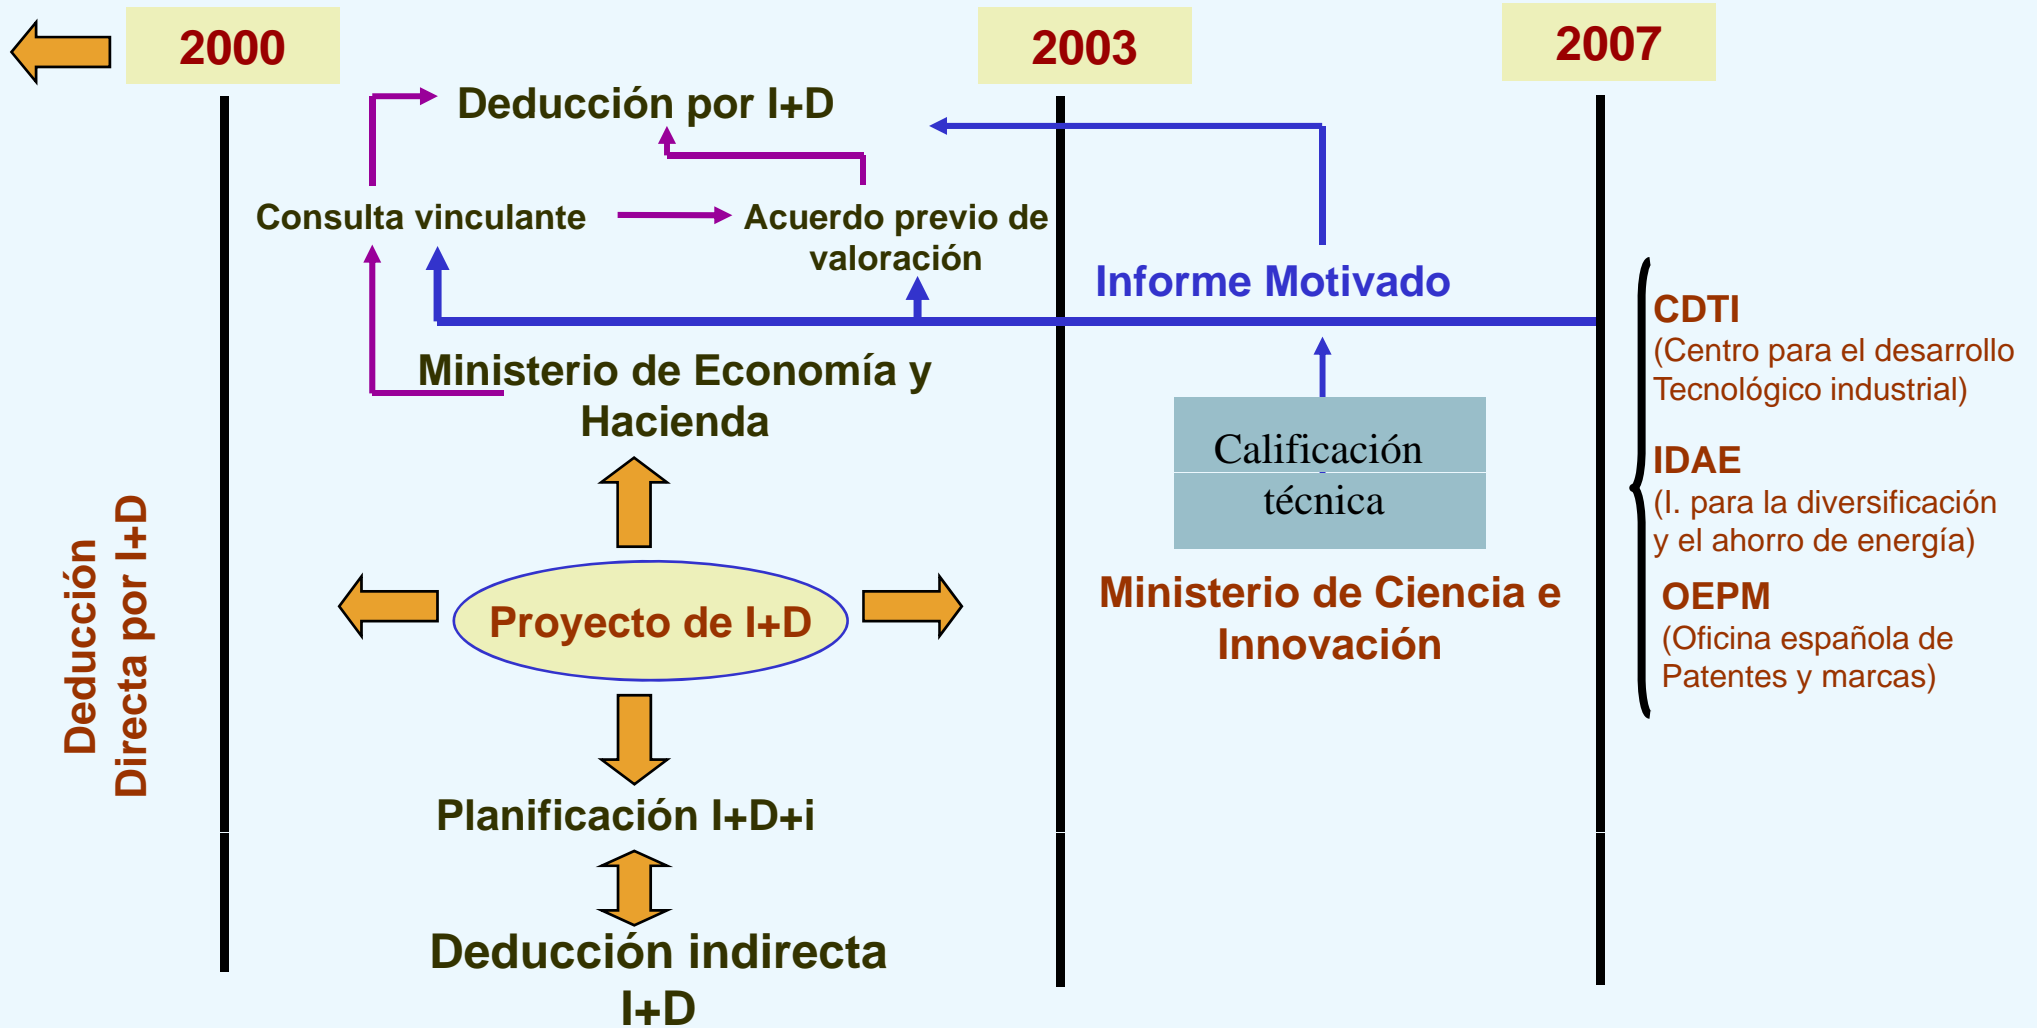 2000
2003
2007
Deducción por I+D
Consulta vinculante
Acuerdo previo de
valoración
Informe Motivado
Ministerio de Economía y
Hacienda
Calificación
técnica
Proyecto de I+D
Ministerio de Ciencia e
Innovación
Deducción
Directa por I+D
Planificación I+D+i
Deducción indirecta
I+D
CDTI
(Centro para el desarrollo
Tecnológico industrial)
IDAE
(I. para la diversificación
y el ahorro de energía)
OEPM
(Oficina española de
Patentes y marcas)